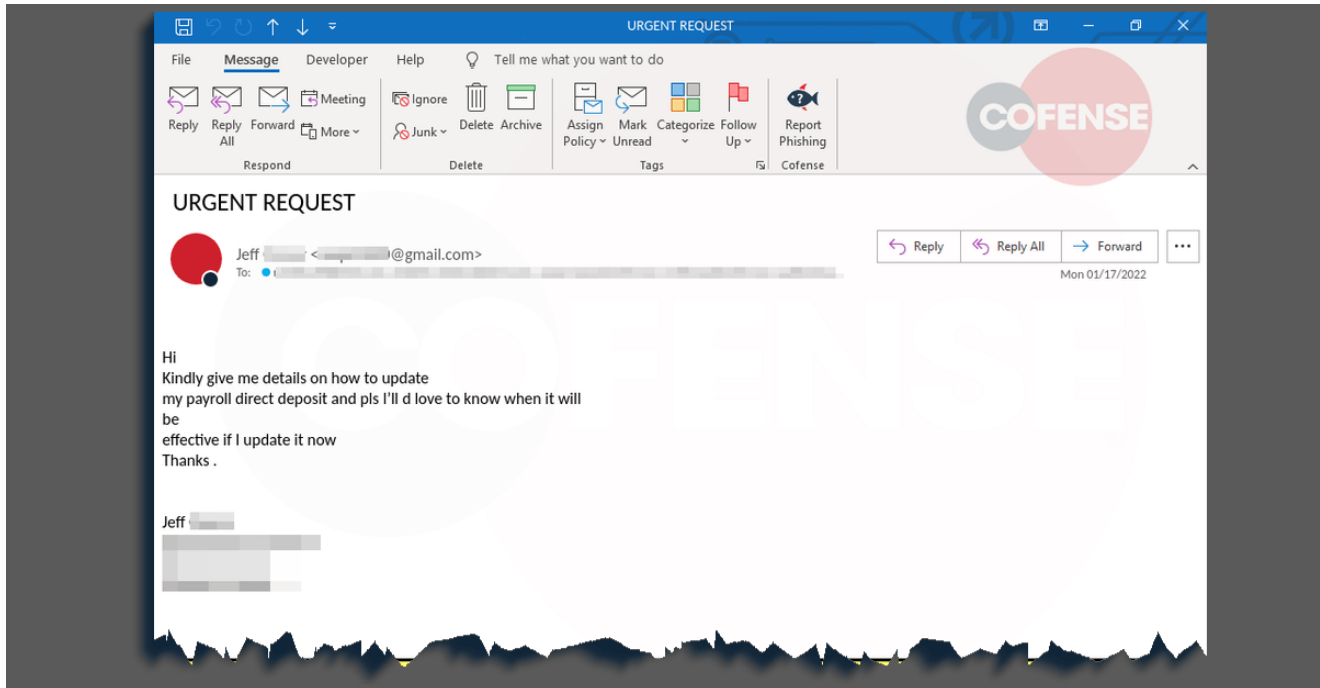 URGENT REQUEST
File Message Developer Help Tell me what you want to do
Reply Reply All Forward Meeting More Ignore Junk Delete Archive Assign Policy Mark Unread Categorize Follow Up Report Phishing
Respond Delete Tags Cofense
COFENSE
URGENT REQUEST
Jeff < @gmail.com>
Reply Reply All Forward
To:
Mon 01/17/2022
Hi
Kindly give me details on how to update
my payroll direct deposit and pls I'll d love to know when it will
be
effective if I update it now
Thanks .
Jeff
COFENSE